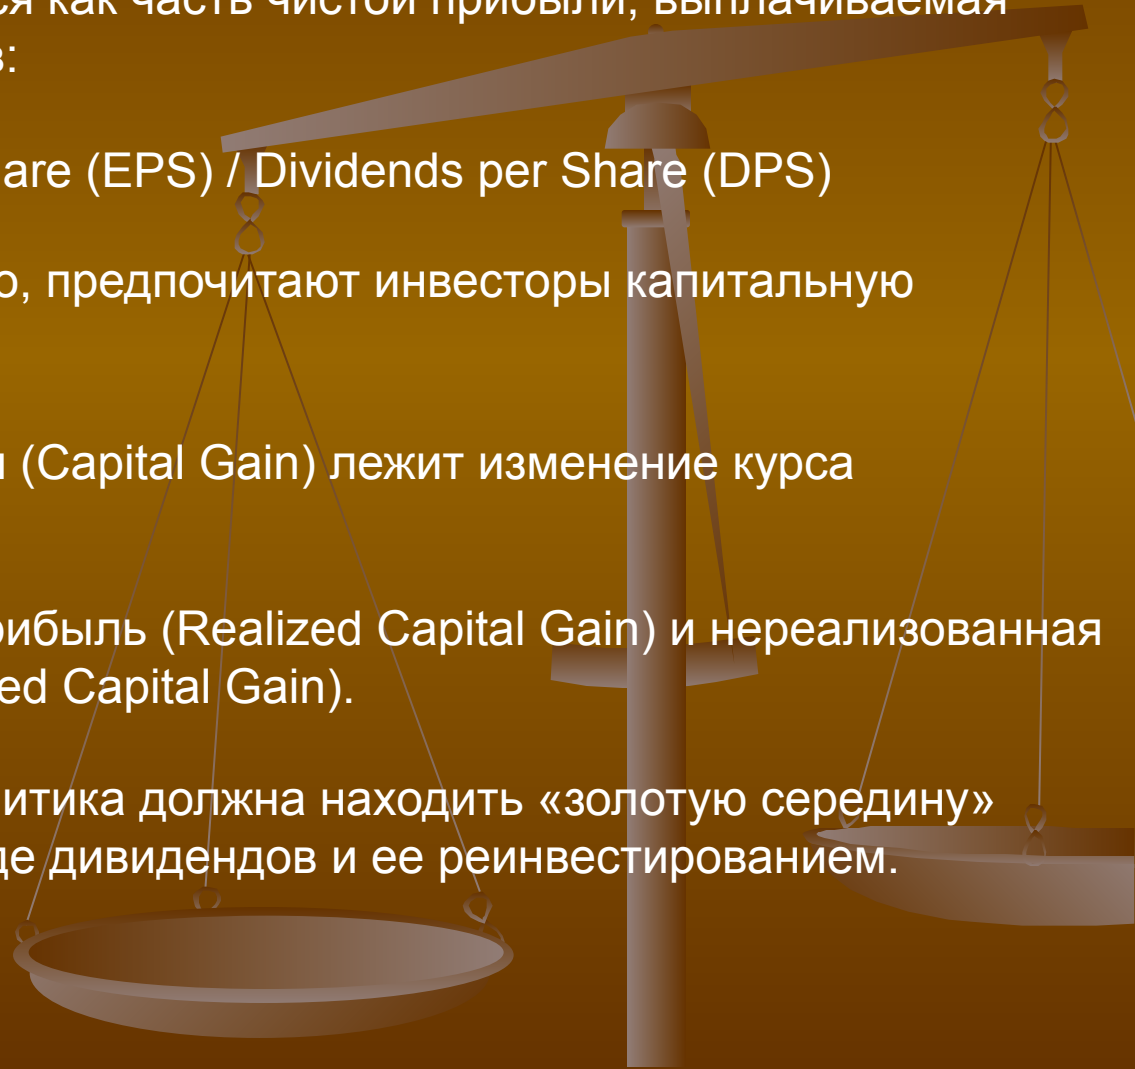 ся как часть чистой прибыли, выплачиваемая
в:
are (EPS) / Dividends per Share (DPS)
о, предпочитают инвесторы капитальную
и (Capital Gain) лежит изменение курса
рибыль (Realized Capital Gain) и нереализованная
ed Capital Gain).
итика должна находить «золотую середину»
де дивидендов и ее реинвестированием.